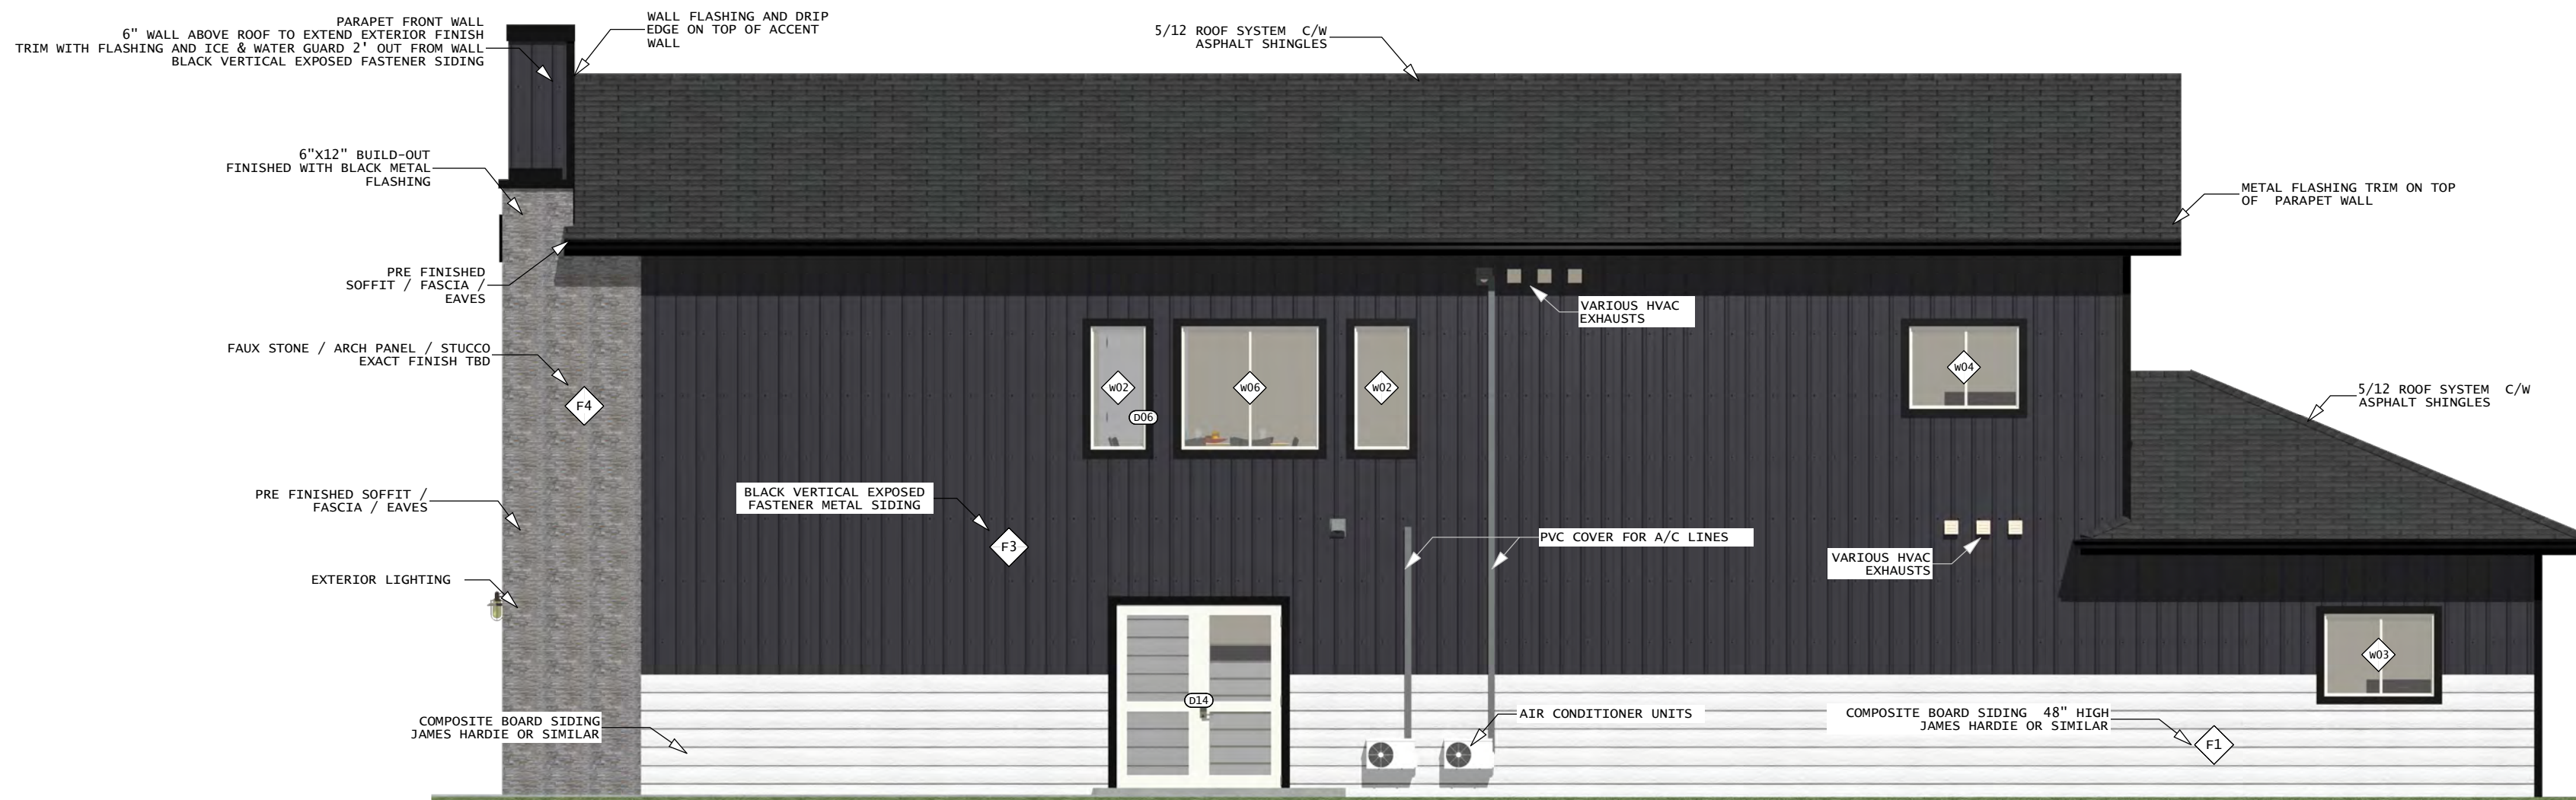 PARAPET FRONT WALL
6" WALL ABOVE ROOF TO EXTEND EXTERIOR FINISH
TRIM WITH FLASHING AND ICE & WATER GUARD 2' OUT FROM WALL
BLACK VERTICAL EXPOSED FASTENER SIDING
WALL FLASHING AND DRIP
EDGE ON TOP OF ACCENT
WALL
5/12 ROOF SYSTEM C/W
ASPHALT SHINGLES
6"X12" BUILD-OUT
FINISHED WITH BLACK METAL
FLASHING
METAL FLASHING TRIM ON TOP
OF PARAPET WALL
PRE FINISHED
SOFFIT / FASCIA /
EAVES
VARIOUS HVAC
EXHAUSTS
FAUX STONE / ARCH PANEL / STUCCO
EXACT FINISH TBD
F4
W02
D06
W06
W02
W04
5/12 ROOF SYSTEM C/W
ASPHALT SHINGLES
PRE FINISHED SOFFIT /
FASCIA / EAVES
BLACK VERTICAL EXPOSED
FASTENER METAL SIDING
F3
PVC COVER FOR A/C LINES
VARIOUS HVAC
EXHAUSTS
EXTERIOR LIGHTING
W03
D14
COMPOSITE BOARD SIDING
JAMES HARDIE OR SIMILAR
AIR CONDITIONER UNITS
COMPOSITE BOARD SIDING 48" HIGH
JAMES HARDIE OR SIMILAR
F1